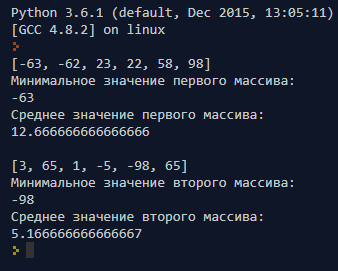 Python 3.6.1 (default, Dec 2015, 13:05:11)
[GCC 4.8.2] on linux
>
[-63, -62, 23, 22, 58, 98]
Минимальное значение первого массива:
-63
Среднее значение первого массива:
12.666666666666666
[3, 65, 1, -5, -98, 65]
Минимальное значение второго массива:
-98
Среднее значение второго массива:
5.166666666666667
>